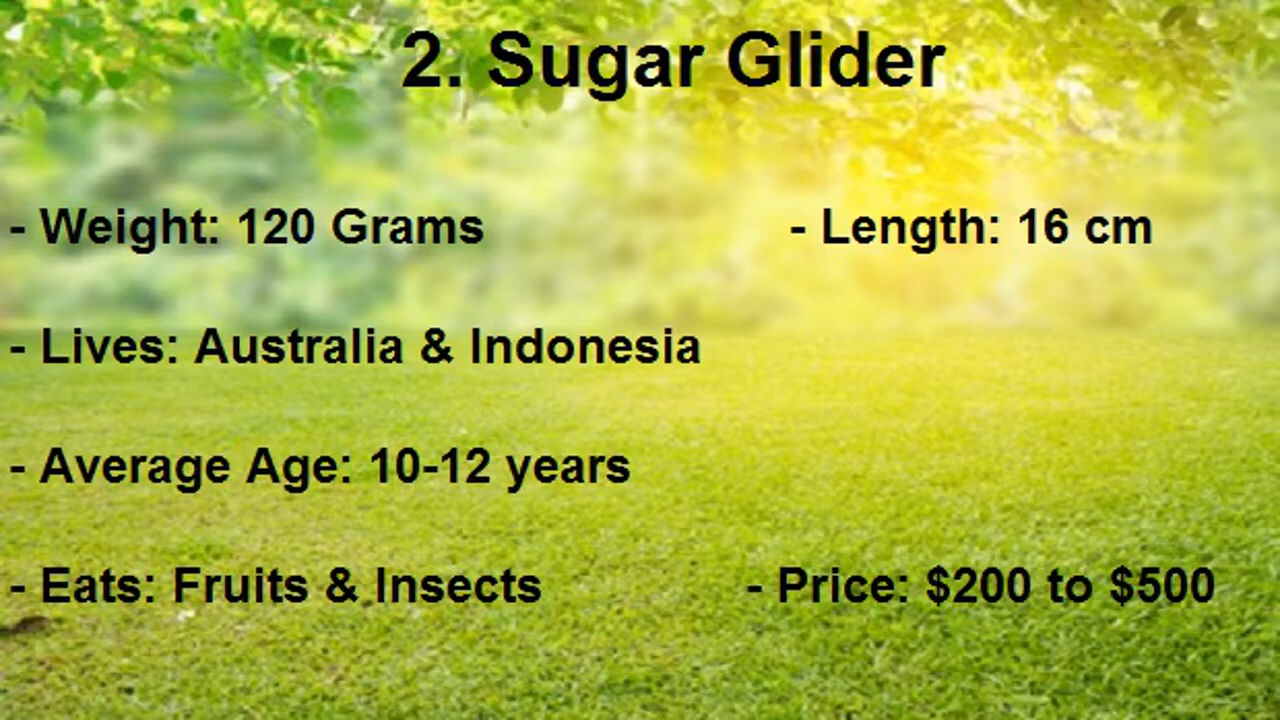 2. Sugar Glider
- Weight: 120 Grams - Length: 16 cm
- Lives: Australia & Indonesia
- Average Age: 10-12 years
- Eats: Fruits & Insects - Price: $200 to $500